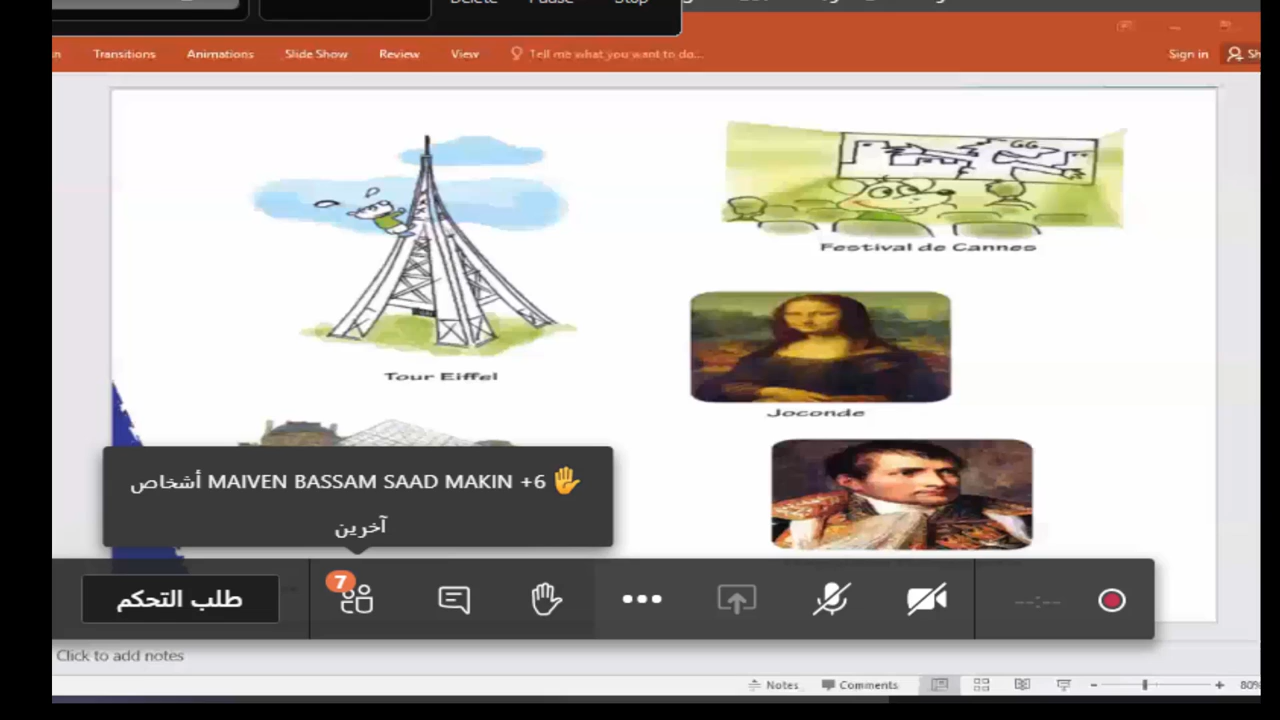 Delete Pause Stop
Transitions Animations Slide Show Review View Tell me what you want to do... Sign in
Festival de Cannes
Tour Eiffel
Joconde
MAIVEN BASSAM SAAD MAKIN +6 أشخاص
آخرين
7
طلب التحكم
--:--
Click to add notes
Notes Comments 80%